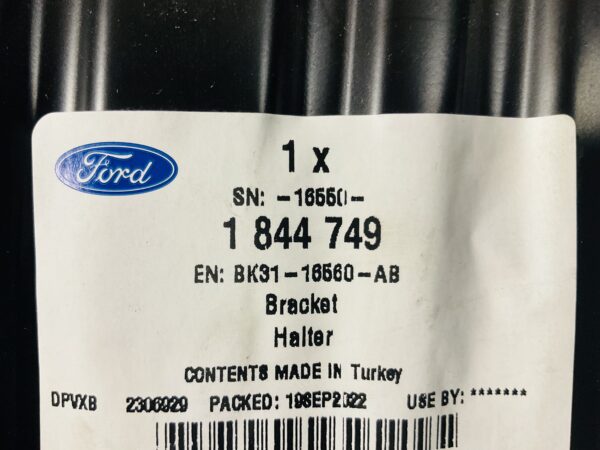 Ford
1 x
SN: -16550-
1 844 749
EN: BK31-16560-AB
Bracket
Halter
CONTENTS MADE IN Turkey
DPVXB 2306929 PACKED: 19SEP2022 USE BY: *******